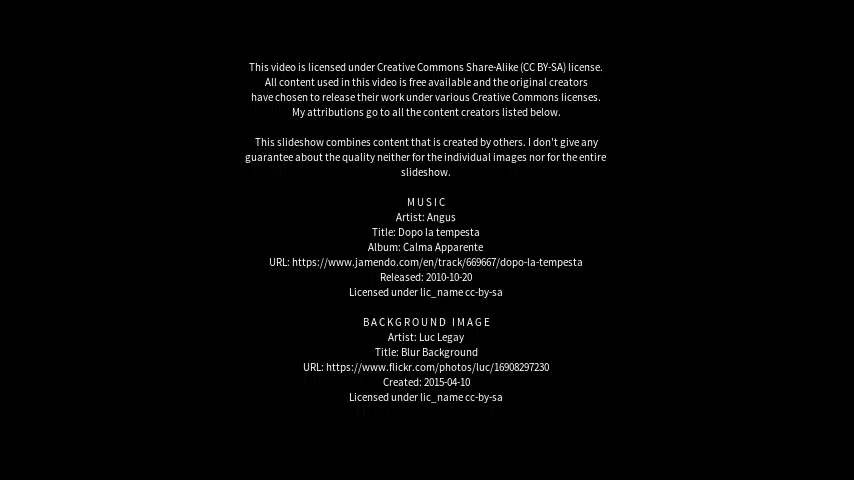 This video is licensed under Creative Commons Share-Alike (CC BY-SA) license.
All content used in this video is free available and the original creators
have chosen to release their work under various Creative Commons licenses.
My attributions go to all the content creators listed below.
This slideshow combines content that is created by others. I don't give any
guarantee about the quality neither for the individual images nor for the entire
slideshow.
MUSIC
Artist: Angus
Title: Dopo la tempesta
Album: Calma Apparente
URL: https://www.jamendo.com/en/track/669667/dopo-la-tempesta
Released: 2010-10-20
Licensed under lic_name cc-by-sa
BACKGROUND IMAGE
Artist: Luc Legay
Title: Blur Background
URL: https://www.flickr.com/photos/luc/16908297230
Created: 2015-04-10
Licensed under lic_name cc-by-sa